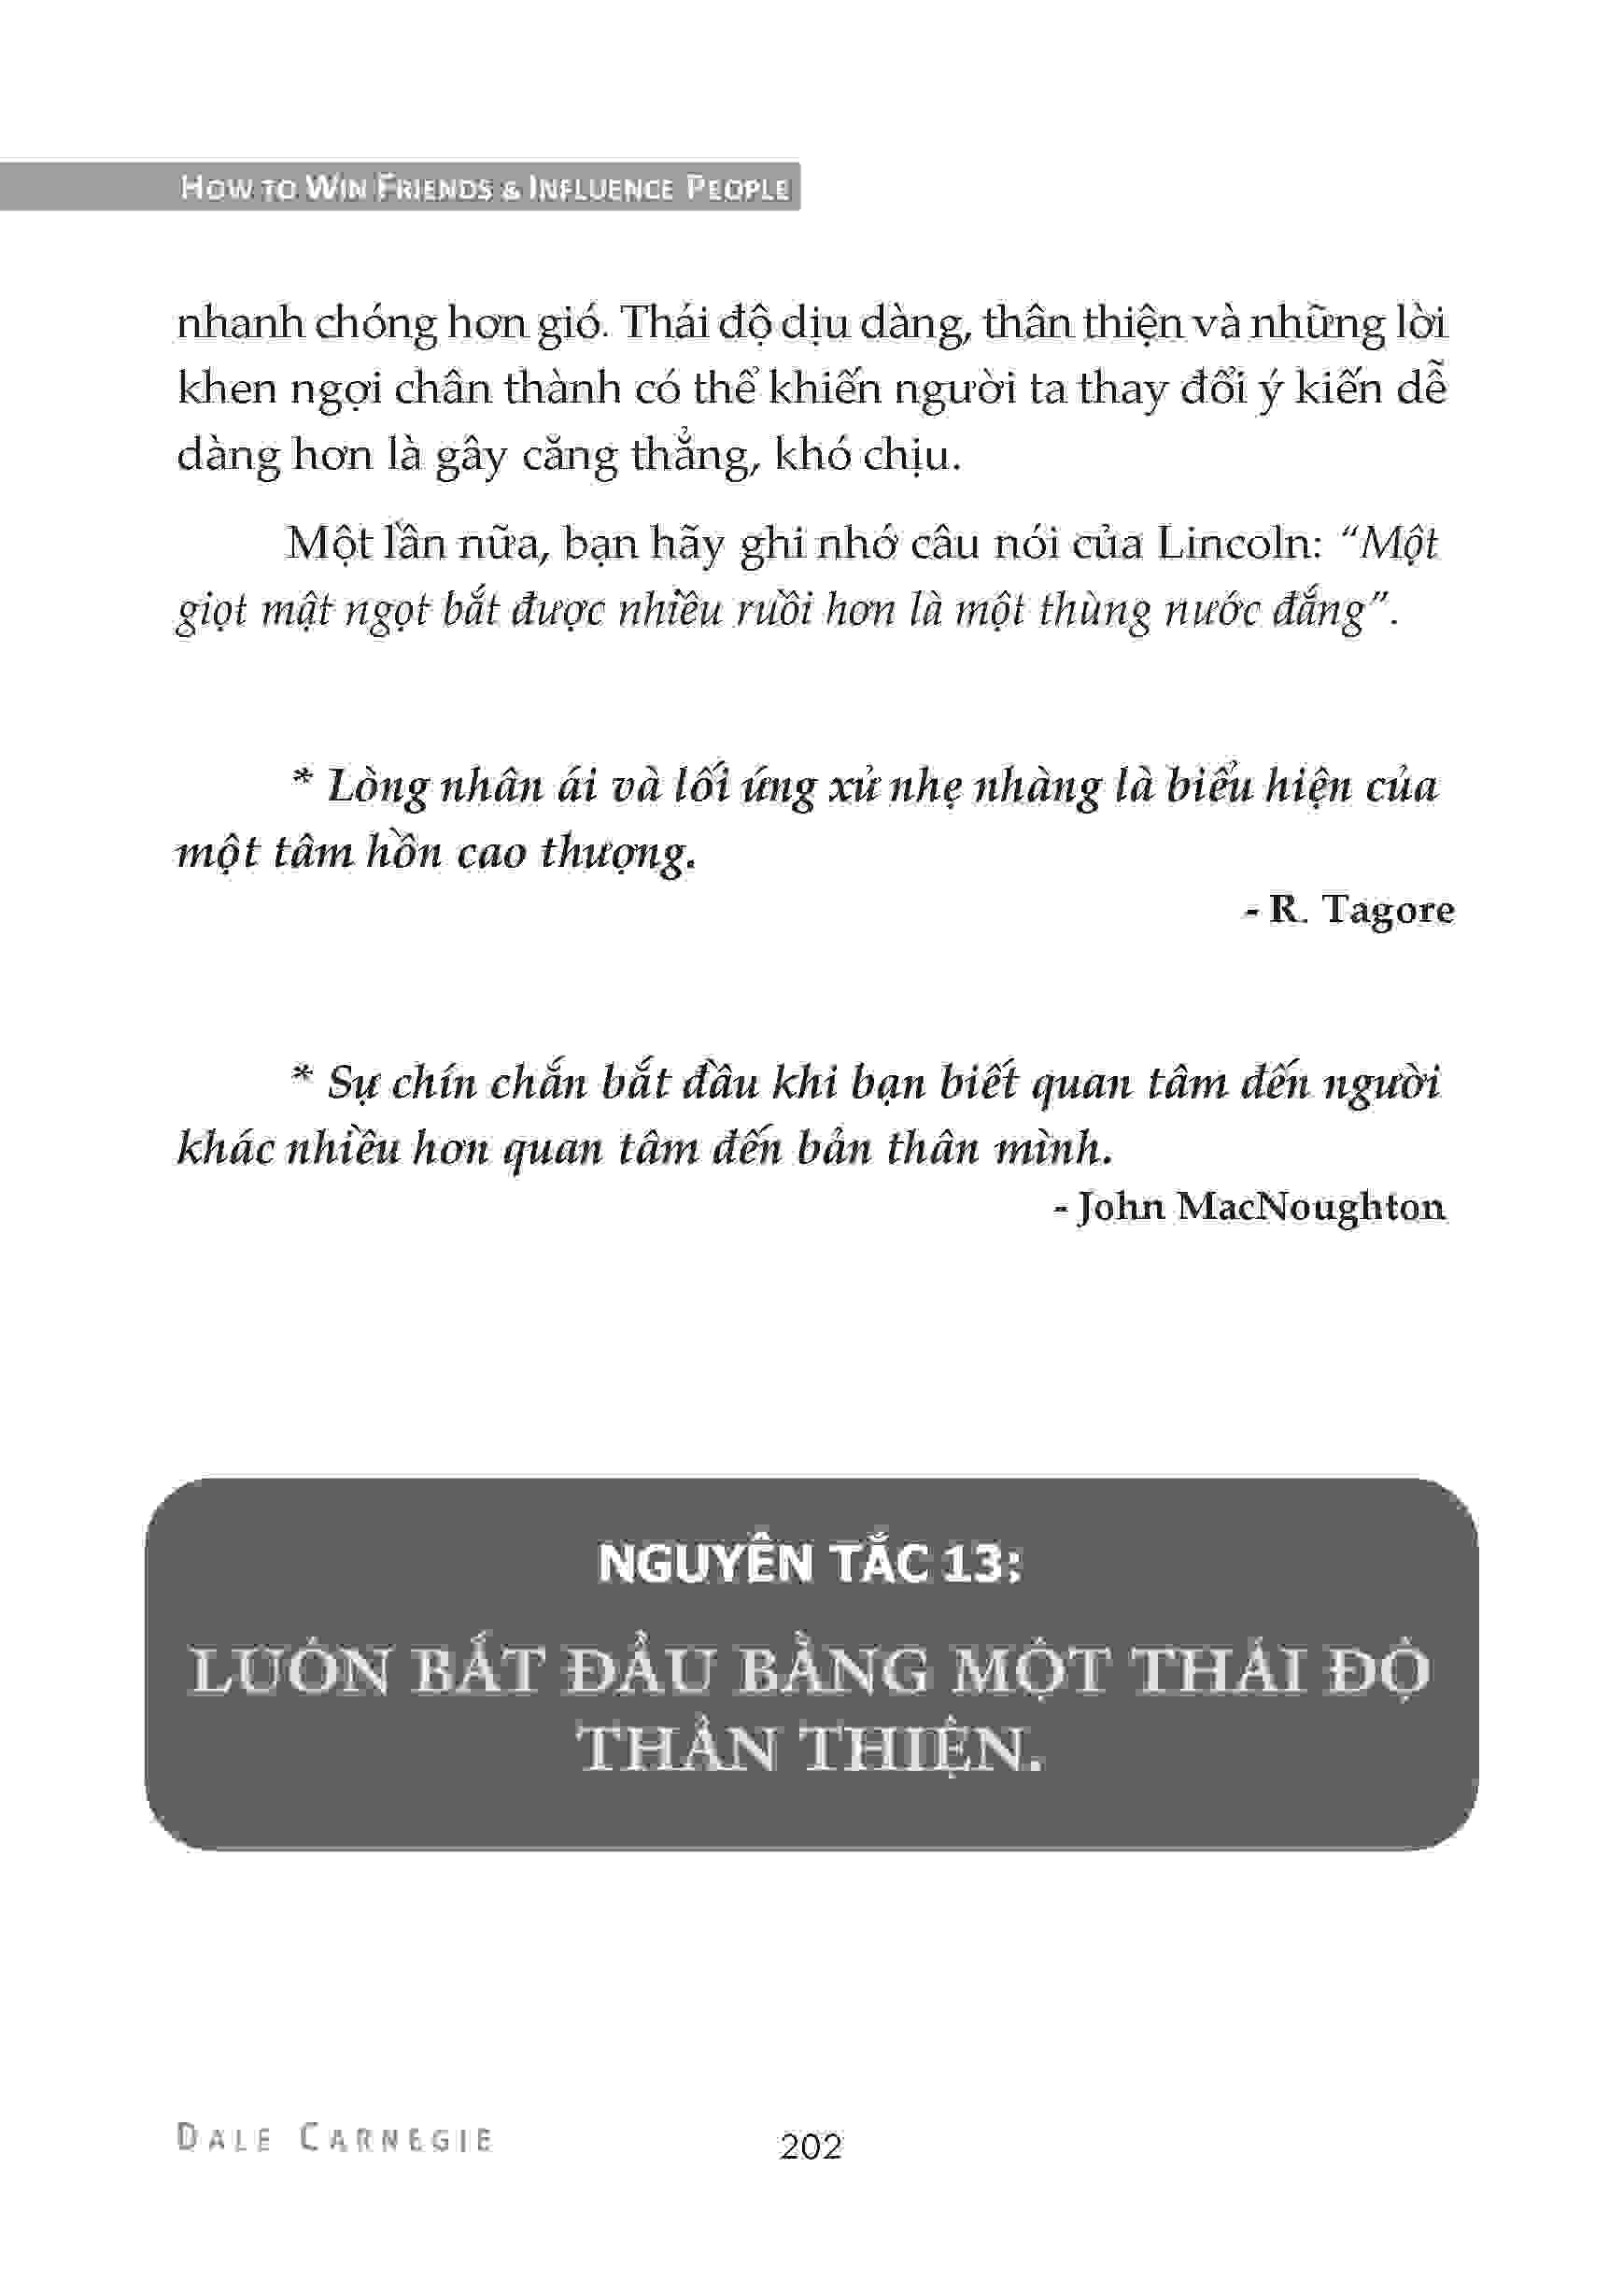 HOW TO WIN FRIENDS & INFLUENCE PEOPLE
nhanh chóng hơn gió. Thái độ dịu dàng, thân thiện và những lời
khen ngợi chân thành có thể khiến người ta thay đổi ý kiến dễ
dàng hơn là gây căng thẳng, khó chịu.
Một lần nữa, bạn hãy ghi nhớ câu nói của Lincoln: “Một
giọt mật ngọt bắt được nhiều ruồi hơn là một thùng nước đắng”.
* Lòng nhân ái và lối ứng xử nhẹ nhàng là biểu hiện của
một tâm hồn cao thượng.
- R. Tagore
* Sự chín chắn bắt đầu khi bạn biết quan tâm đến người
khác nhiều hơn quan tâm đến bản thân mình.
- John MacNoughton
NGUYÊN TẮC 13:
LUÔN BẮT ĐẦU BẰNG MỘT THÁI ĐỘ
THÂN THIỆN.
DALE CARNEGIE
202